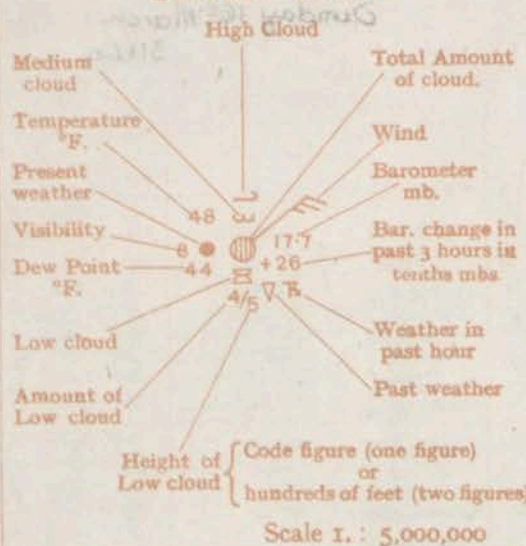 Sunday 16th March
High Cloud
Medium
cloud
Total Amount
of cloud.
Temperature
°F.
Wind
Present
weather
Barometer
mb.
48
Visibility
8
17·7
Bar. change in
past 3 hours in
tenths mbs.
Dew Point
°F.
44
+26
4/5
Low cloud
Weather in
past hour
Amount of
Low cloud
Past weather
Height of
Low cloud
Code figure (one figure)
or
hundreds of feet (two figures)
Scale 1 : 5,000,000